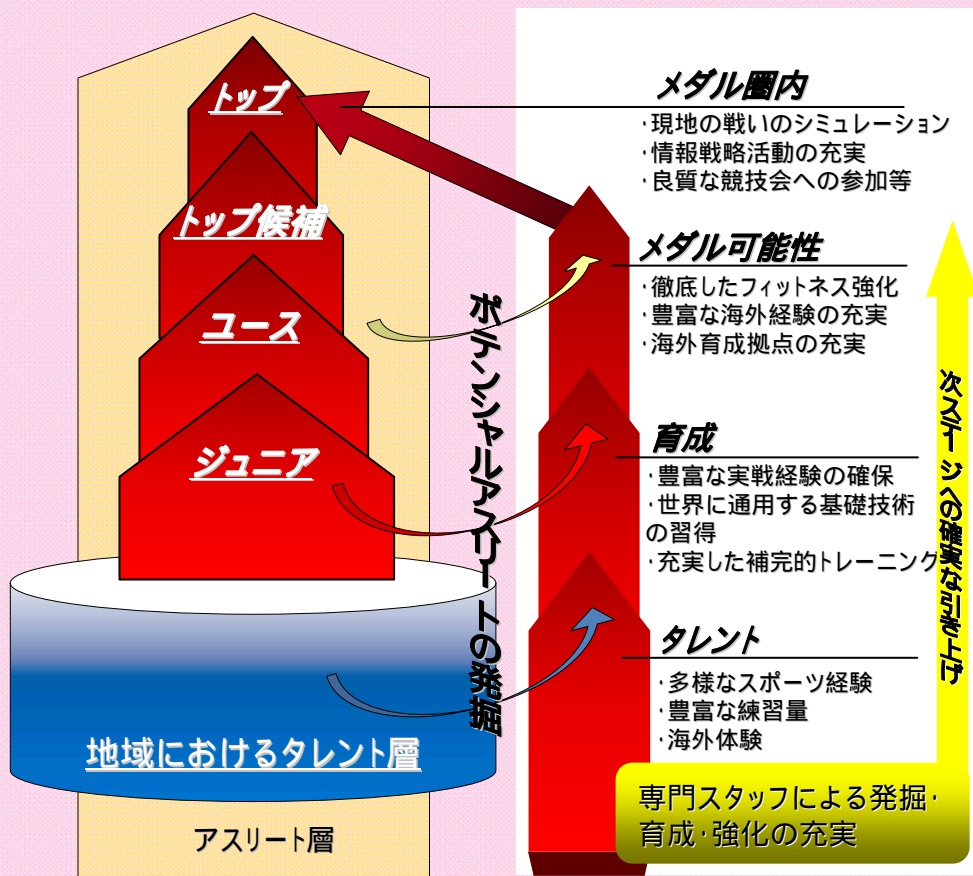 トップ
トップ候補
ユース
ジュニア
地域におけるタレント層
アスリート層
ポテンシャルアスリートの発掘
メダル圏内
･現地の戦いのシミュレーション
･情報戦略活動の充実
･良質な競技会への参加等
メダル可能性
･徹底したフィットネス強化
･豊富な海外経験の充実
･海外育成拠点の充実
育成
･豊富な実戦経験の確保
･世界に通用する基礎技術
の習得
･充実した補完的トレーニング
タレント
･多様なスポーツ経験
･豊富な練習量
･海外体験
次ステージへの確実な引き上げ
専門スタッフによる発掘･
育成･強化の充実